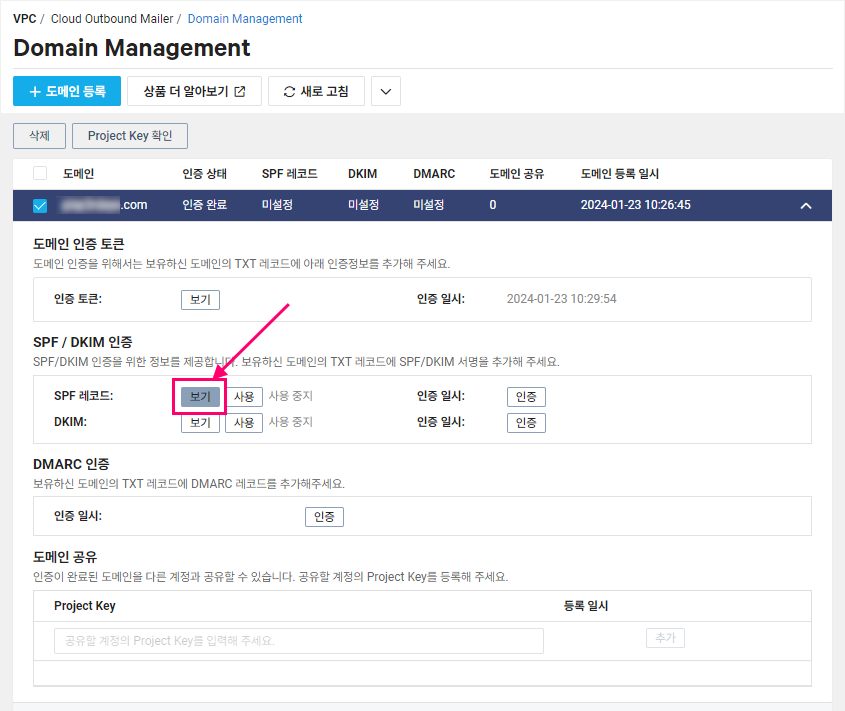 VPC / Cloud Outbound Mailer / Domain Management
Domain Management
+ 도메인 등록 상품 더 알아보기 새로 고침
삭제 Project Key 확인
도메인 인증 상태 SPF 레코드 DKIM DMARC 도메인 공유 도메인 등록 일시
.com 인증 완료 미설정 미설정 미설정 0 2024-01-23 10:26:45
도메인 인증 토큰
도메인 인증을 위해서는 보유하신 도메인의 TXT 레코드에 아래 인증정보를 추가해 주세요.
인증 토큰: 보기 인증 일시: 2024-01-23 10:29:54
SPF / DKIM 인증
SPF/DKIM 인증을 위한 정보를 제공합니다. 보유하신 도메인의 TXT 레코드에 SPF/DKIM 서명을 추가해 주세요.
SPF 레코드: 보기 사용 사용 중지 인증 일시: 인증
DKIM: 보기 사용 사용 중지 인증 일시: 인증
DMARC 인증
보유하신 도메인의 TXT 레코드에 DMARC 레코드를 추가해주세요.
인증 일시: 인증
도메인 공유
인증이 완료된 도메인을 다른 계정과 공유할 수 있습니다. 공유할 계정의 Project Key를 등록해 주세요.
Project Key 등록 일시
공유할 계정의 Project Key를 입력해 주세요. 추가